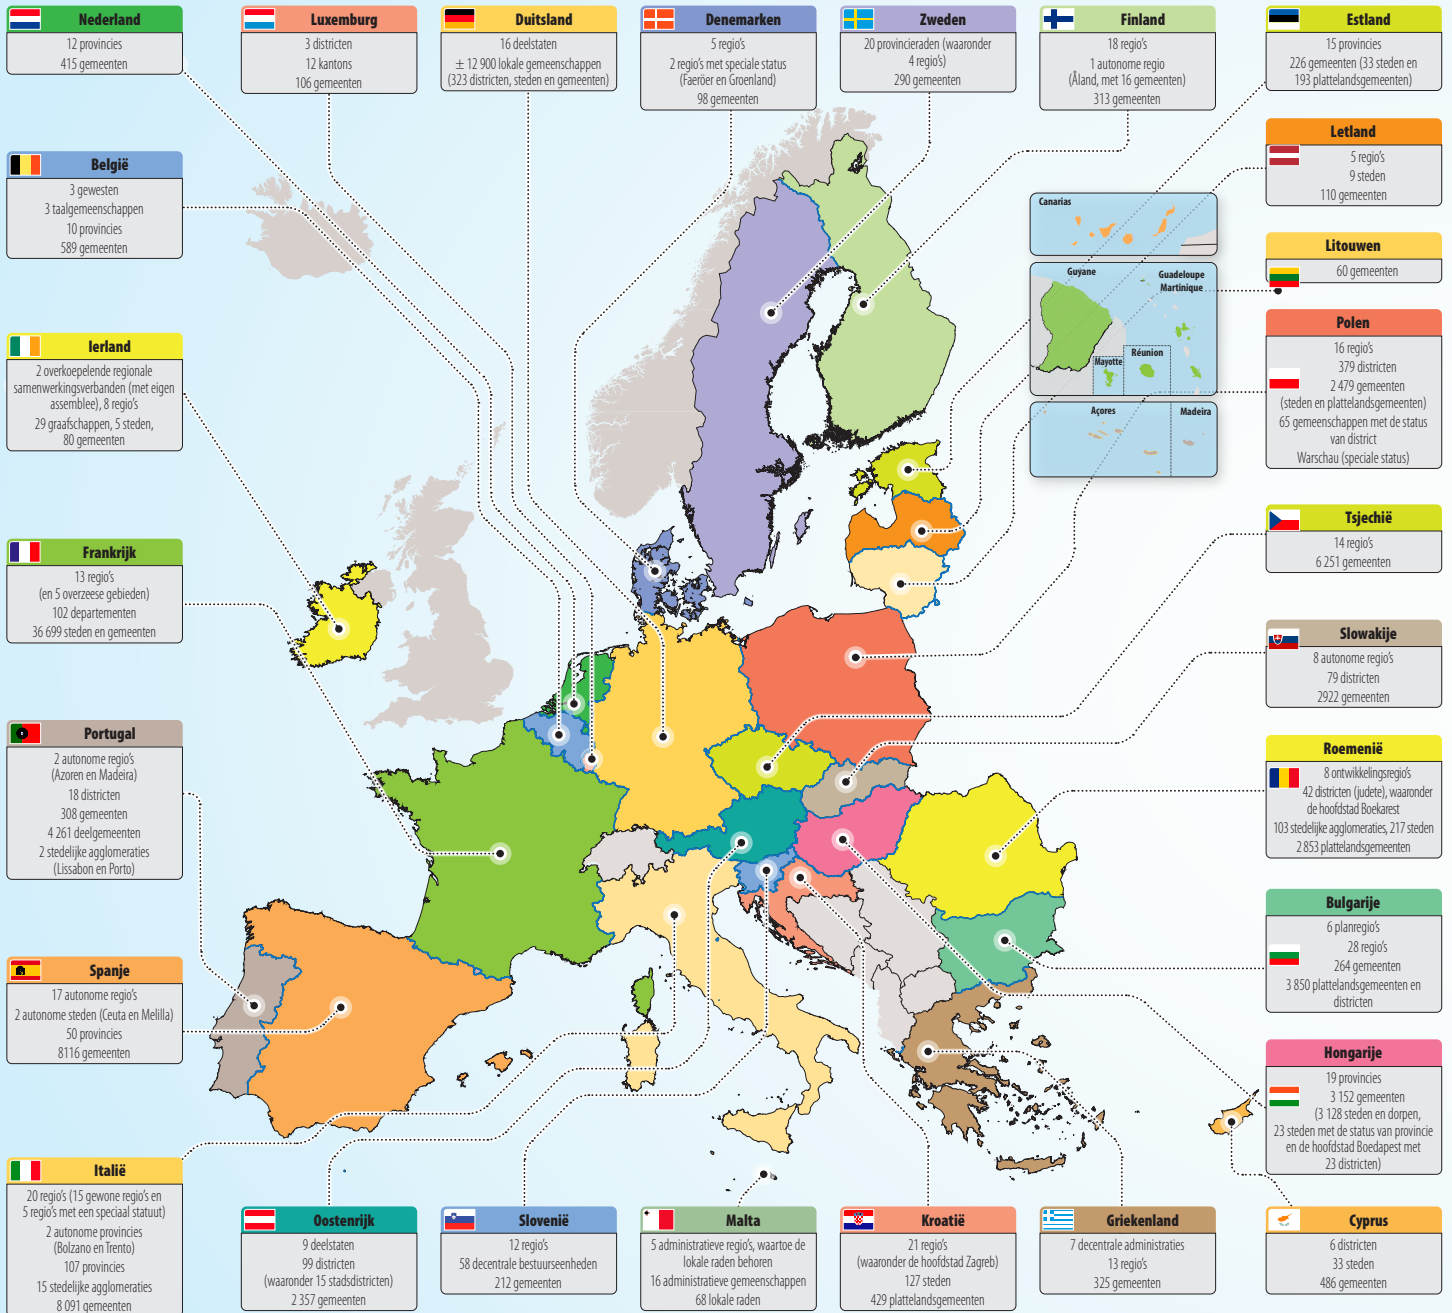 Nederland
12 provincies
415 gemeenten
Luxemburg
3 districten
12 kantons
106 gemeenten
Duitsland
16 deelstaten
± 12 900 lokale gemeenschappen
(323 districten, steden en gemeenten)
Denemarken
5 regio's
2 regio's met speciale status
(Faeröer en Groenland)
98 gemeenten
Zweden
20 provincieraden (waaronder
4 regio's)
290 gemeenten
Finland
18 regio's
1 autonome regio
(Åland, met 16 gemeenten)
313 gemeenten
Estland
15 provincies
226 gemeenten (33 steden en
193 plattelandsgemeenten)
België
3 gewesten
3 taalgemeenschappen
10 provincies
589 gemeenten
Letland
5 regio's
9 steden
110 gemeenten
Canarias
Guyane
Guadeloupe
Martinique
Mayotte
Réunion
Açores
Madeira
Litouwen
60 gemeenten
Polen
16 regio's
379 districten
2 479 gemeenten
(steden en plattelandsgemeenten)
65 gemeenschappen met de status
van district
Warschau (speciale status)
Ierland
2 overkoepelende regionale
samenwerkingsverbanden (met eigen
assemblee), 8 regio's
29 graafschappen, 5 steden,
80 gemeenten
Tsjechië
14 regio's
6 251 gemeenten
Frankrijk
13 regio's
(en 5 overzeese gebieden)
102 departementen
36 699 steden en gemeenten
Slowakije
8 autonome regio's
79 districten
2922 gemeenten
Portugal
2 autonome regio's
(Azoren en Madeira)
18 districten
308 gemeenten
4 261 deelgemeenten
2 stedelijke agglomeraties
(Lissabon en Porto)
Roemenië
8 ontwikkelingsregio's
42 districten (judete), waaronder
de hoofdstad Boekarest
103 stedelijke agglomeraties, 217 steden
2 853 plattelandsgemeenten
Bulgarije
6 planregio's
28 regio's
264 gemeenten
3 850 plattelandsgemeenten en
districten
Spanje
17 autonome regio's
2 autonome steden (Ceuta en Melilla)
50 provincies
8116 gemeenten
Hongarije
19 provincies
3 152 gemeenten
(3 128 steden en dorpen,
23 steden met de status van provincie
en de hoofdstad Boedapest met
23 districten)
Italië
20 regio's (15 gewone regio's en
5 regio's met een speciaal statuut)
2 autonome provincies
(Bolzano en Trento)
107 provincies
15 stedelijke agglomeraties
8 091 gemeenten
Oostenrijk
9 deelstaten
99 districten
(waaronder 15 stadsdistricten)
2 357 gemeenten
Slovenië
12 regio's
58 decentrale bestuurseenheden
212 gemeenten
Malta
5 administratieve regio's, waartoe de
lokale raden behoren
16 administratieve gemeenschappen
68 lokale raden
Kroatië
21 regio's
(waaronder de hoofdstad Zagreb)
127 steden
429 plattelandsgemeenten
Griekenland
7 decentrale administraties
13 regio's
325 gemeenten
Cyprus
6 districten
33 steden
486 gemeenten